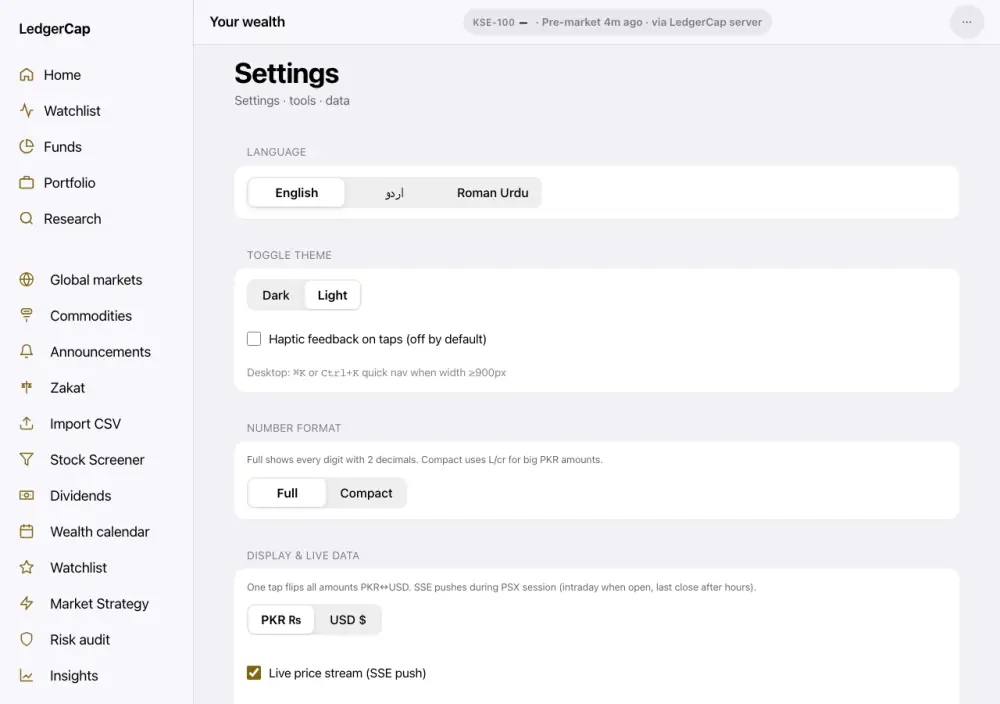 LedgerCap
Home
Watchlist
Funds
Portfolio
Research
Global markets
Commodities
Announcements
Zakat
Import CSV
Stock Screener
Dividends
Wealth calendar
Watchlist
Market Strategy
Risk audit
Insights
Your wealth
KSE-100 — · Pre-market 4m ago · via LedgerCap server
...
Settings
Settings · tools · data
LANGUAGE
English اردو Roman Urdu
TOGGLE THEME
Dark Light
Haptic feedback on taps (off by default)
Desktop: ⌘K or Ctrl+K quick nav when width ≥900px
NUMBER FORMAT
Full shows every digit with 2 decimals. Compact uses L/cr for big PKR amounts.
Full Compact
DISPLAY & LIVE DATA
One tap flips all amounts PKR↔USD. SSE pushes during PSX session (intraday when open, last close after hours).
PKR ₨ USD $
Live price stream (SSE push)